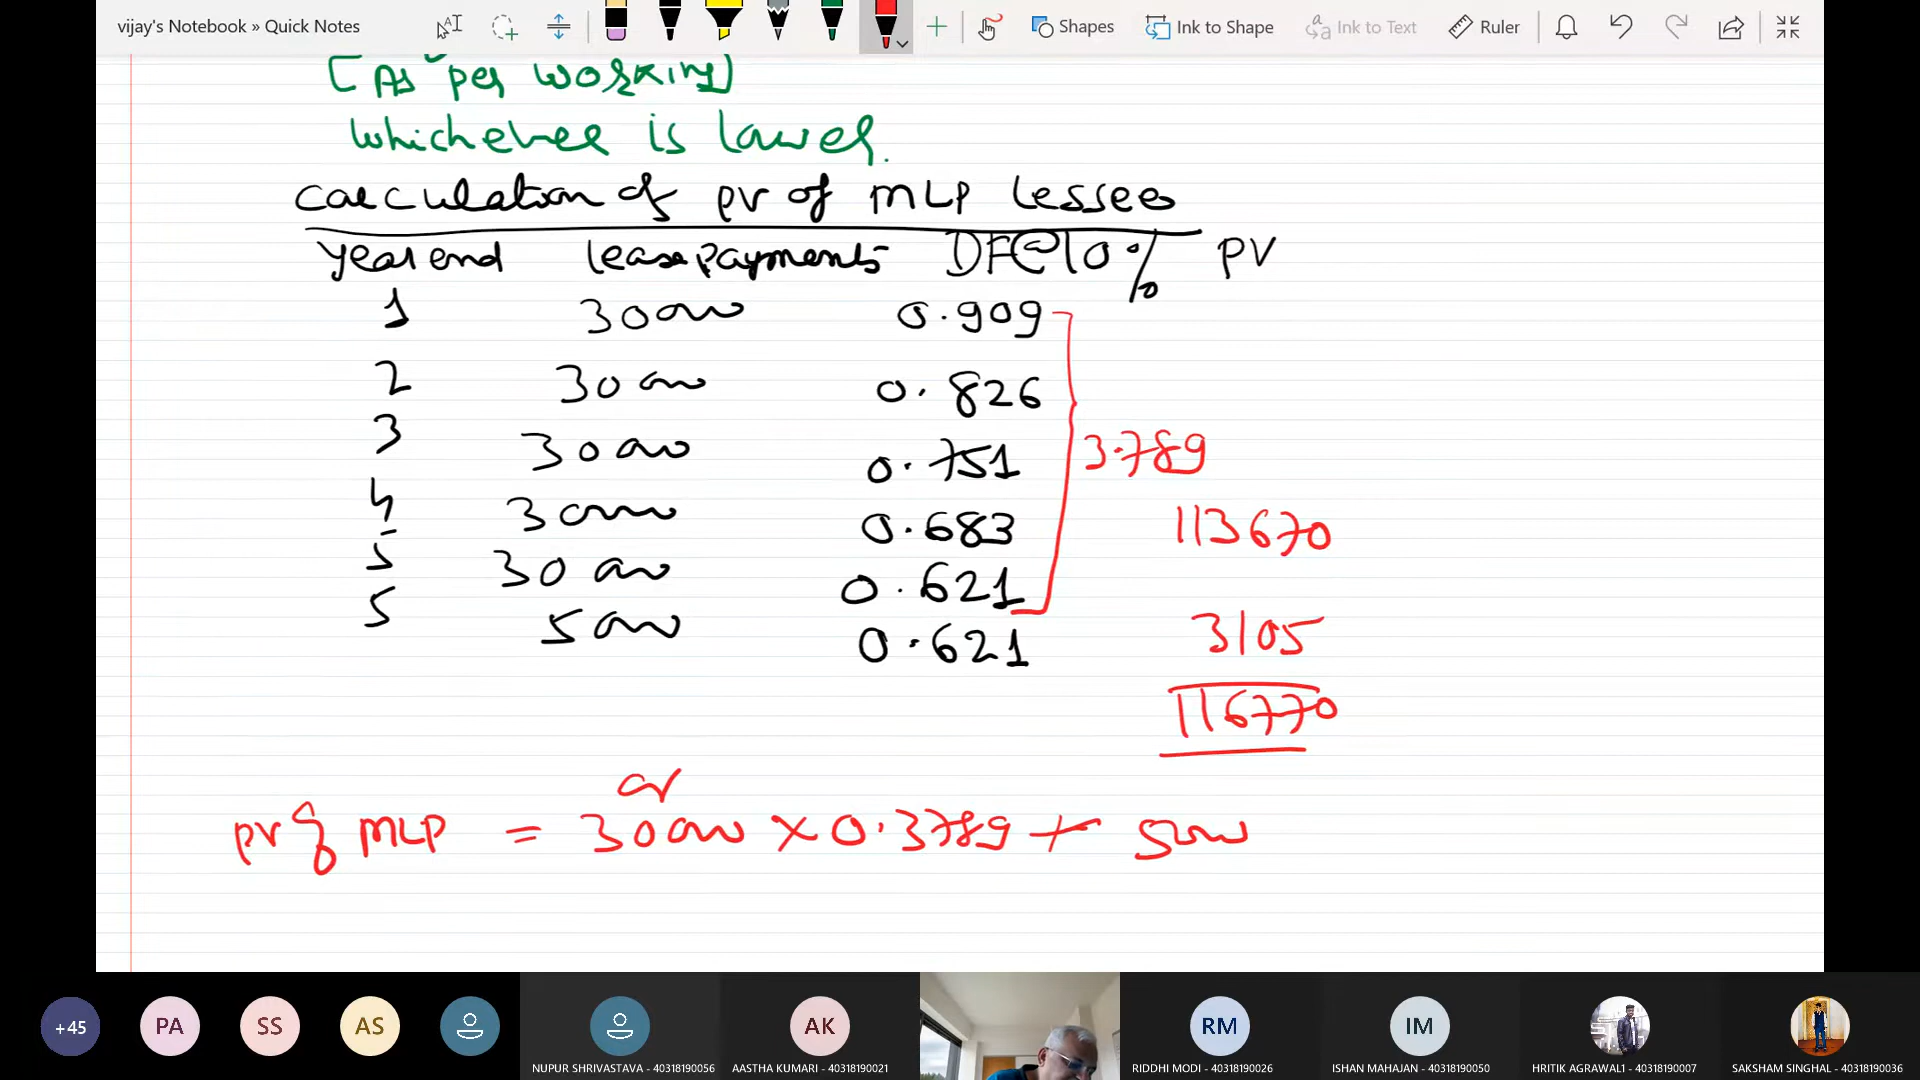 vijay's Notebook » Quick Notes Shapes Ink to Shape Ink to Text Ruler
[As per working]
whichever is lower.
Calculation of PV of MLP Lessees
Year end lease payments DF@10% PV
1 30000 0.909
2 30000 0.826
3 30000 0.751
3.789
4 30000 0.683 113670
5 30000 0.621
5 5000 0.621 3105
116770
or
PV of MLP = 30000 × 0.3789 + 5000
+45 PA SS AS AK RM IM
NUPUR SHRIVASTAVA - 40318190056 AASTHA KUMARI - 40318190021 RIDDHI MODI - 40318190026 ISHAN MAHAJAN - 40318190050 HRITIK AGRAWAL1 - 40318190007 SAKSHAM SINGHAL - 40318190036